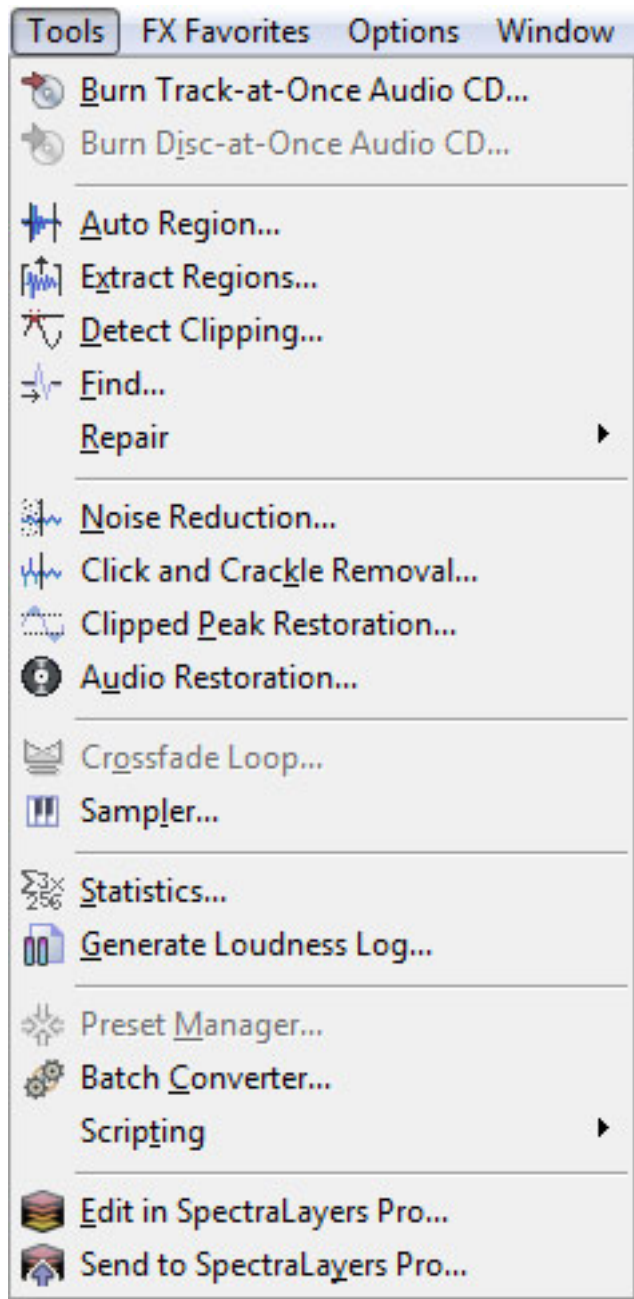 Tools FX Favorites Options Window
Burn Track-at-Once Audio CD...
Burn Disc-at-Once Audio CD...
Auto Region...
Extract Regions...
Detect Clipping...
Find...
Repair
Noise Reduction...
Click and Crackle Removal...
Clipped Peak Restoration...
Audio Restoration...
Crossfade Loop...
Sampler...
Statistics...
Generate Loudness Log...
Preset Manager...
Batch Converter...
Scripting
Edit in SpectraLayers Pro...
Send to SpectraLayers Pro...